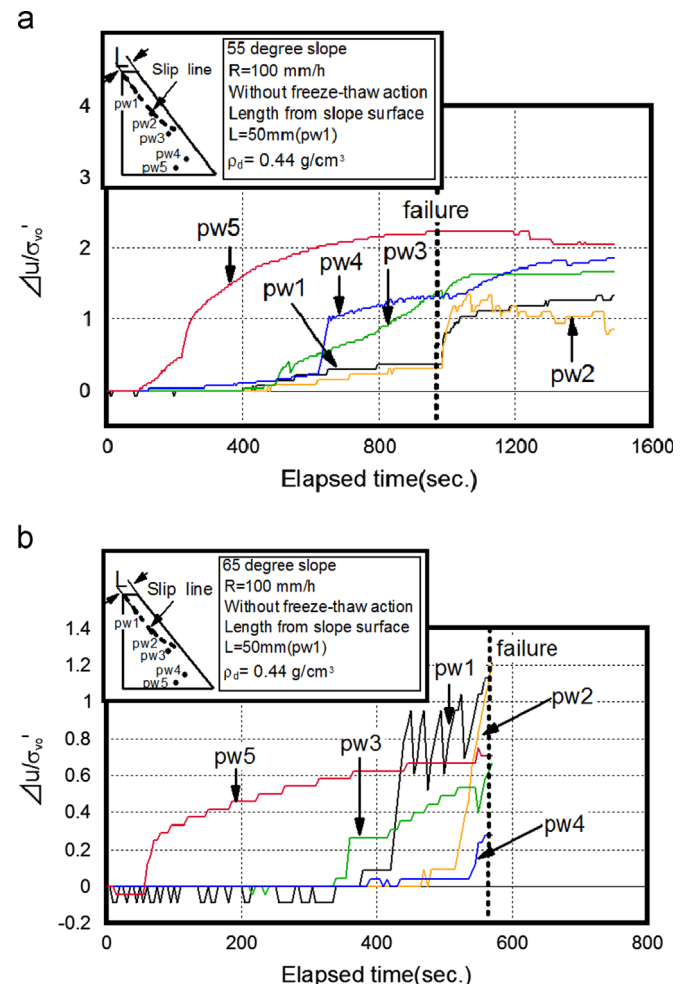 a
L
Slip line
pw1
pw2
pw3
pw4
pw5
55 degree slope
R=100 mm/h
Without freeze-thaw action
Length from slope surface
L=50mm(pw1)
ρd= 0.44 g/cm³
4
3
2
1
0
Δu/σvo'
failure
pw5
pw4
pw3
pw1
pw2
0 400 800 1200 1600
Elapsed time(sec.)
b
L
Slip line
pw1
pw2
pw3
pw4
pw5
65 degree slope
R=100 mm/h
Without freeze-thaw action
Length from slope surface
L=50mm(pw1)
ρd= 0.44 g/cm³
1.4
1.2
1
0.8
0.6
0.4
0.2
0
-0.2
Δu/σvo'
failure
pw1
pw2
pw3
pw5
pw4
0 200 400 600 800
Elapsed time(sec.)